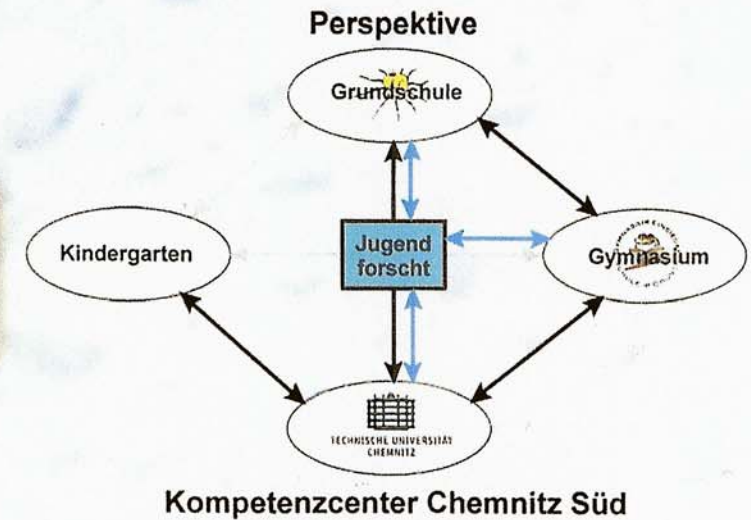 Perspektive
Grundschule
Kindergarten
Jugend
forscht
Gymnasium
TECHNISCHE UNIVERSITÄT
CHEMNITZ
Kompetenzcenter Chemnitz Süd